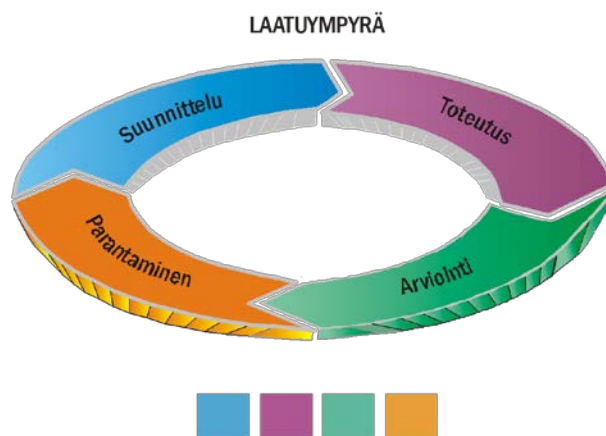 LAATUYMPYRÄ
Suunnittelu
Toteutus
Arviointi
Parantaminen